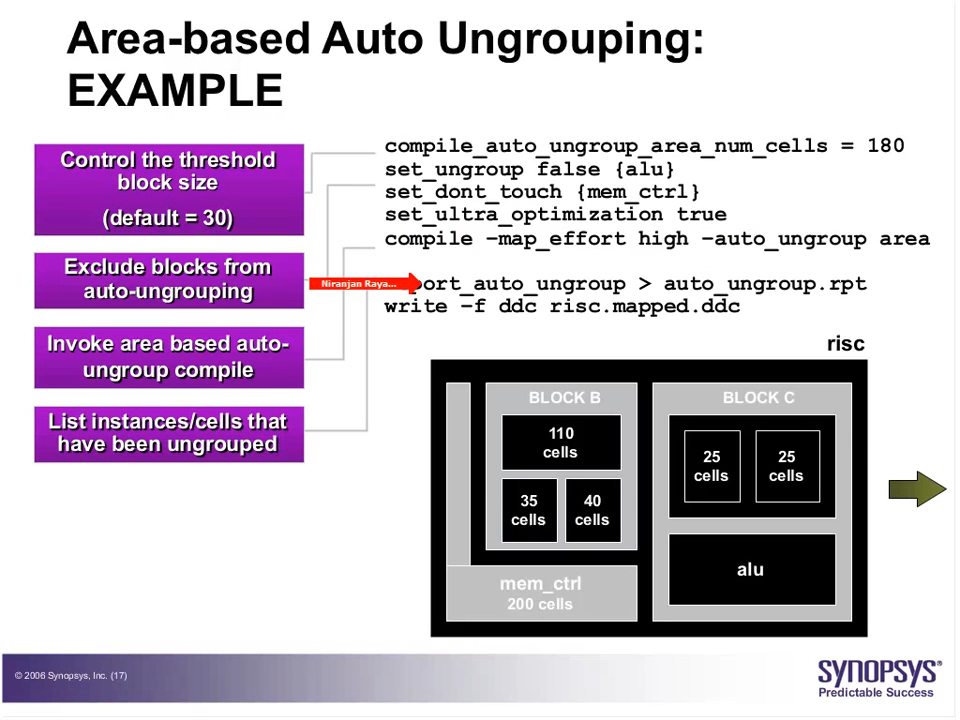 Area-based Auto Ungrouping:
EXAMPLE
Control the threshold
block size
(default = 30)
Exclude blocks from
auto-ungrouping
Invoke area based auto-
ungroup compile
List instances/cells that
have been ungrouped
compile_auto_ungroup_area_num_cells = 180
set_ungroup false {alu}
set_dont_touch {mem_ctrl}
set_ultra_optimization true
compile –map_effort high –auto_ungroup area
Niranjan Raya...
port_auto_ungroup > auto_ungroup.rpt
write –f ddc risc.mapped.ddc
risc
BLOCK B
110
cells
35
cells
40
cells
mem_ctrl
200 cells
BLOCK C
25
cells
25
cells
alu
© 2006 Synopsys, Inc. (17)
SYNOPSYS®
Predictable Success